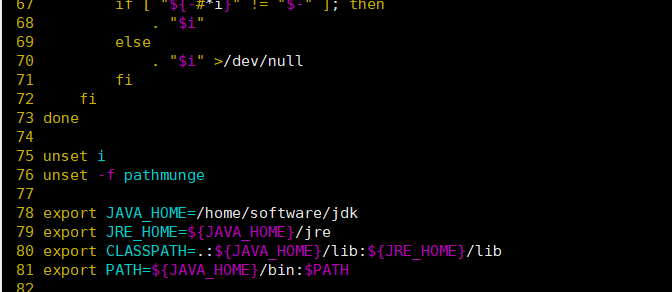 67         if [ "${-#*i}" != "$-" ]; then
68             . "$i"
69         else
70             . "$i" >/dev/null
71         fi
72     fi
73 done
74
75 unset i
76 unset -f pathmunge
77
78 export JAVA_HOME=/home/software/jdk
79 export JRE_HOME=${JAVA_HOME}/jre
80 export CLASSPATH=.:${JAVA_HOME}/lib:${JRE_HOME}/lib
81 export PATH=${JAVA_HOME}/bin:$PATH
82